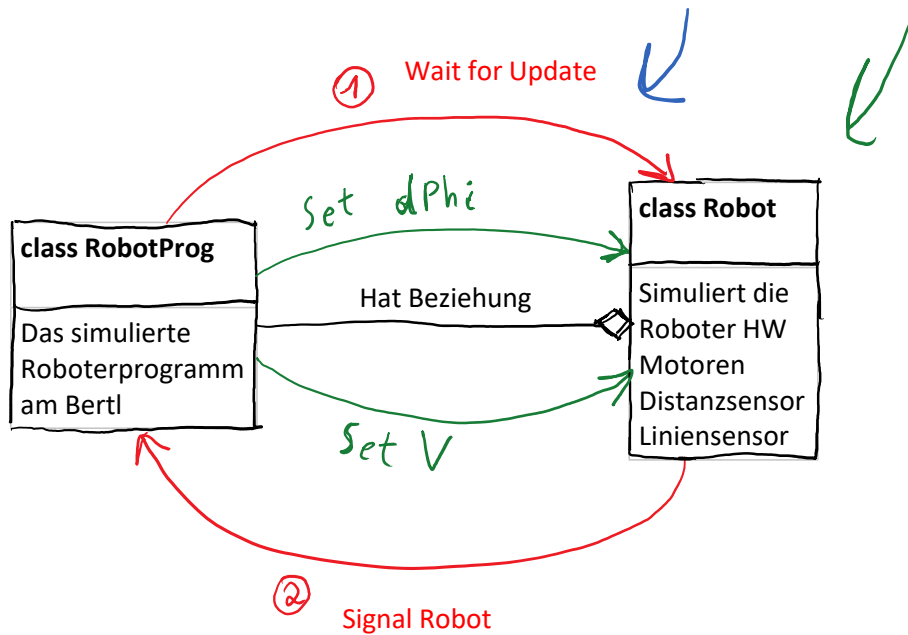 ① Wait for Update
Set dPhi
class Robot
class RobotProg
Hat Beziehung
Simuliert die
Roboter HW
Motoren
Distanzsensor
Liniensensor
Das simulierte
Roboterprogramm
am Bertl
Set V
② Signal Robot